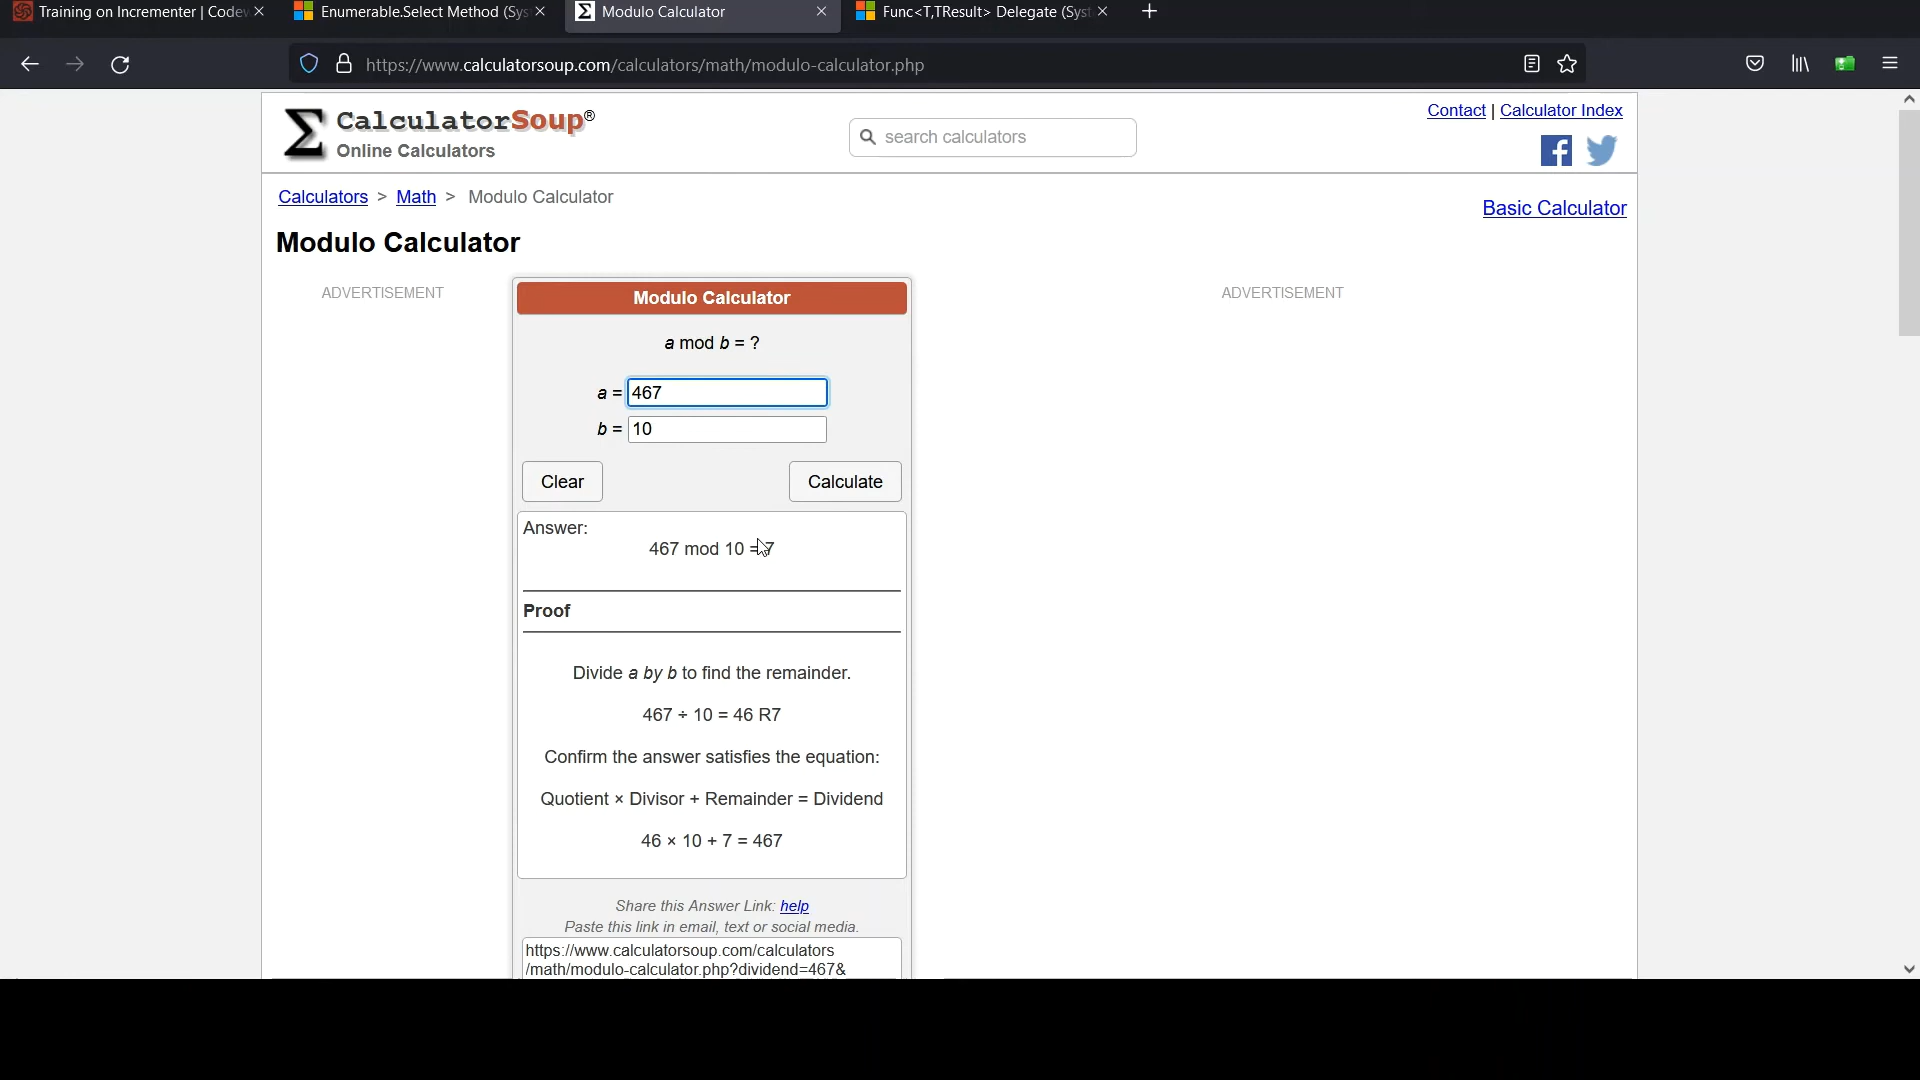 Training on Incrementer | Codew
Enumerable.Select Method (Sys
Modulo Calculator
Func<T,TResult> Delegate (Syst
https://www.calculatorsoup.com/calculators/math/modulo-calculator.php
CalculatorSoup®
Online Calculators
search calculators
Contact | Calculator Index
Calculators > Math > Modulo Calculator
Basic Calculator
Modulo Calculator
ADVERTISEMENT
ADVERTISEMENT
Modulo Calculator
a mod b = ?
a = 467
b = 10
Clear
Calculate
Answer:
467 mod 10 = 7
Proof
Divide a by b to find the remainder.
467 ÷ 10 = 46 R7
Confirm the answer satisfies the equation:
Quotient × Divisor + Remainder = Dividend
46 × 10 + 7 = 467
Share this Answer Link: help
Paste this link in email, text or social media.
https://www.calculatorsoup.com/calculators
/math/modulo-calculator.php?dividend=467&